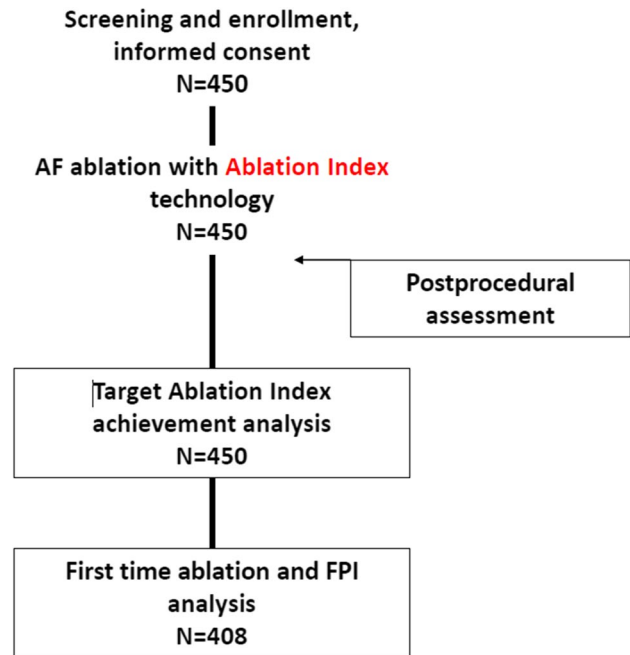 Screening and enrollment,
informed consent
N=450
AF ablation with Ablation Index
technology
N=450
Postprocedural
assessment
Target Ablation Index
achievement analysis
N=450
First time ablation and FPI
analysis
N=408